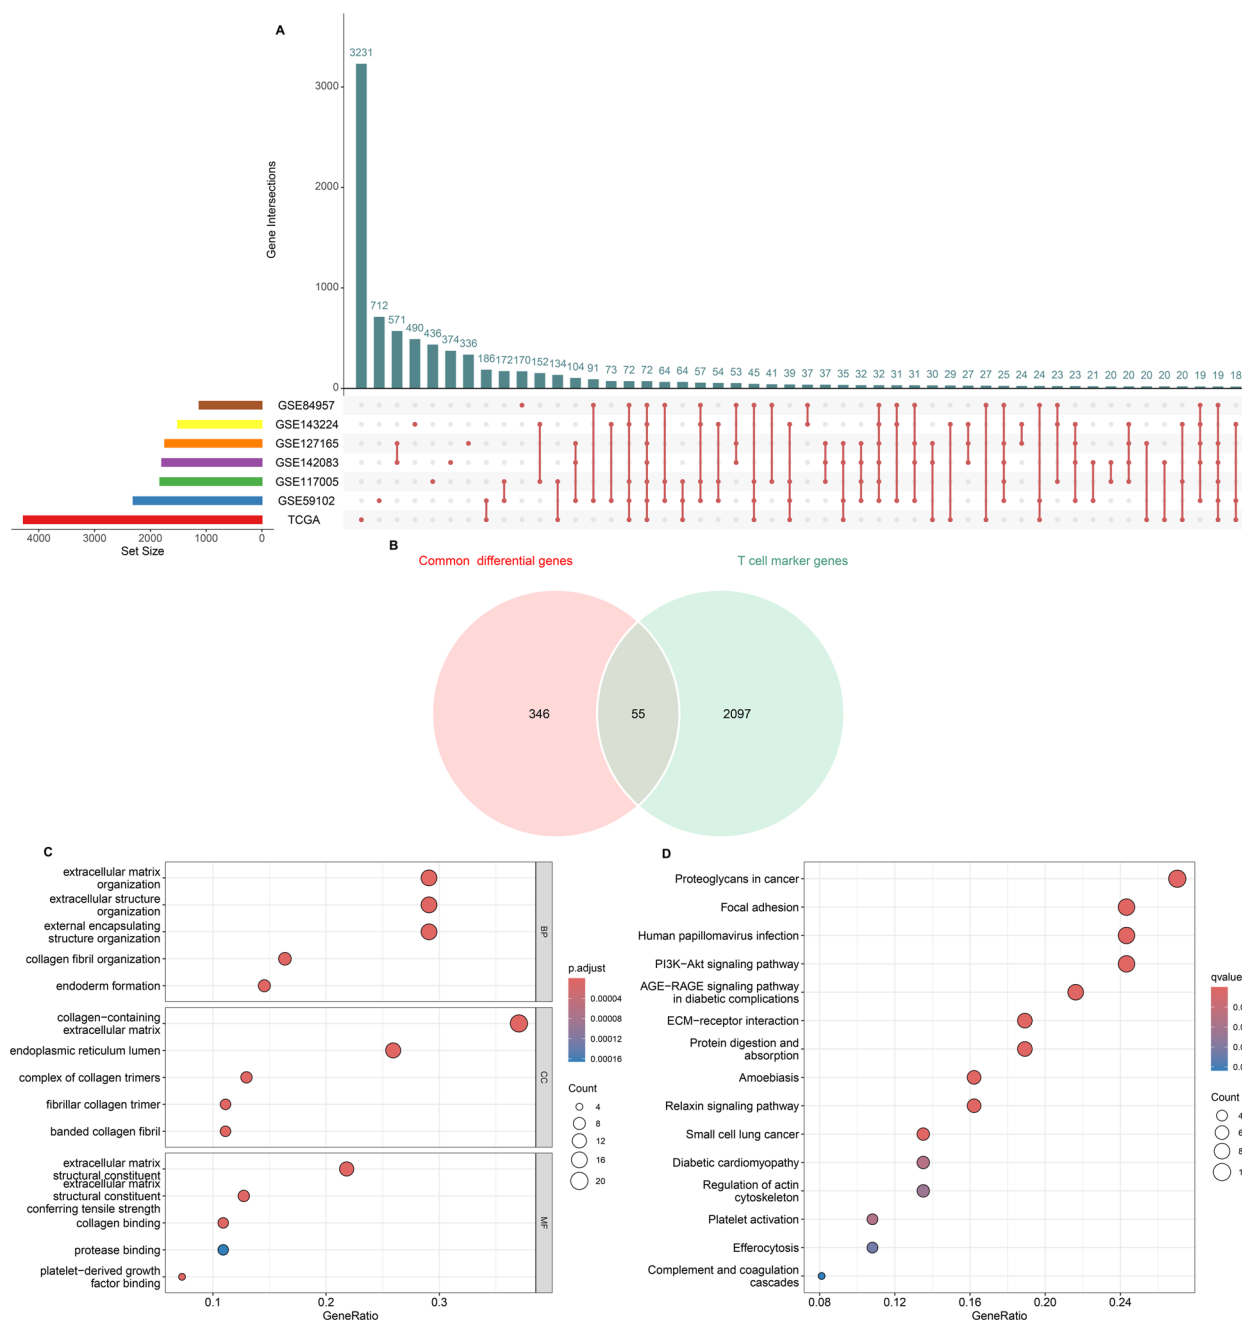 A
3231
3000
2000
1000
0
Gene Intersections
712
571
490
436
374
336
186
172
170
152
134
104
91
73
72
72
64
64
57
54
53
45
41
39
37
37
35
32
32
31
31
30
29
27
27
25
24
24
23
23
21
20
20
20
20
20
19
19
18
GSE84957
GSE143224
GSE127165
GSE142083
GSE117005
GSE59102
TCGA
4000 3000 2000 1000 0
Set Size
B
Common differential genes
T cell marker genes
346
55
2097
C
extracellular matrix
organization
extracellular structure
organization
external encapsulating
structure organization
collagen fibril organization
endoderm formation
BP
collagen−containing
extracellular matrix
endoplasmic reticulum lumen
complex of collagen trimers
fibrillar collagen trimer
banded collagen fibril
CC
extracellular matrix
structural constituent
extracellular matrix
structural constituent
conferring tensile strength
collagen binding
protease binding
platelet−derived growth
factor binding
MF
0.1 0.2 0.3
GeneRatio
p.adjust
0.00004
0.00008
0.00012
0.00016
Count
4
8
12
16
20
D
Proteoglycans in cancer
Focal adhesion
Human papillomavirus infection
PI3K−Akt signaling pathway
AGE−RAGE signaling pathway
in diabetic complications
ECM−receptor interaction
Protein digestion and
absorption
Amoebiasis
Relaxin signaling pathway
Small cell lung cancer
Diabetic cardiomyopathy
Regulation of actin
cytoskeleton
Platelet activation
Efferocytosis
Complement and coagulation
cascades
0.08 0.12 0.16 0.20 0.24
GeneRatio
qvalue
0.
0.
0.
0.
Count
4
6
8
1